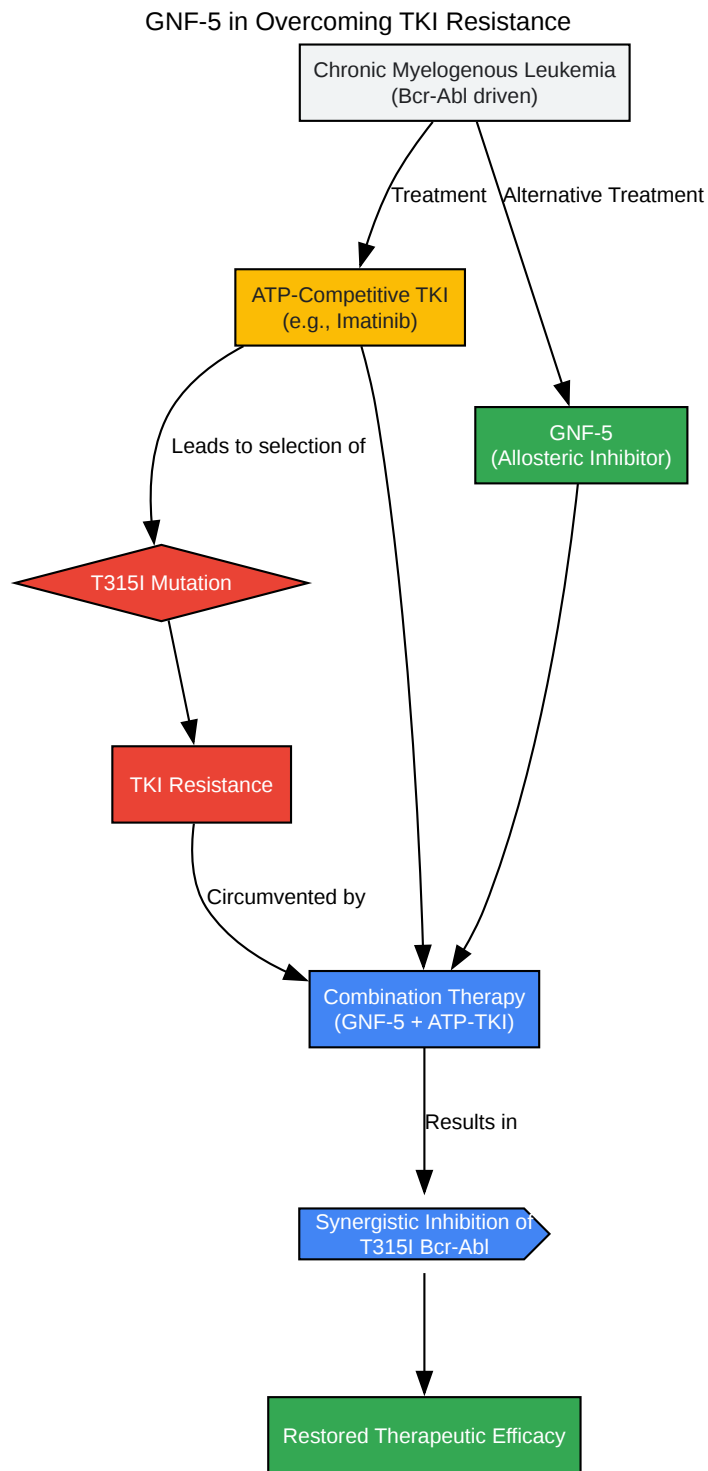 GNF-5 in Overcoming TKI Resistance
Chronic Myelogenous Leukemia
(Bcr-Abl driven)
Treatment
Alternative Treatment
ATP-Competitive TKI
(e.g., Imatinib)
GNF-5
(Allosteric Inhibitor)
Leads to selection of
T315I Mutation
TKI Resistance
Circumvented by
Combination Therapy
(GNF-5 + ATP-TKI)
Results in
Synergistic Inhibition of
T315I Bcr-Abl
Restored Therapeutic Efficacy